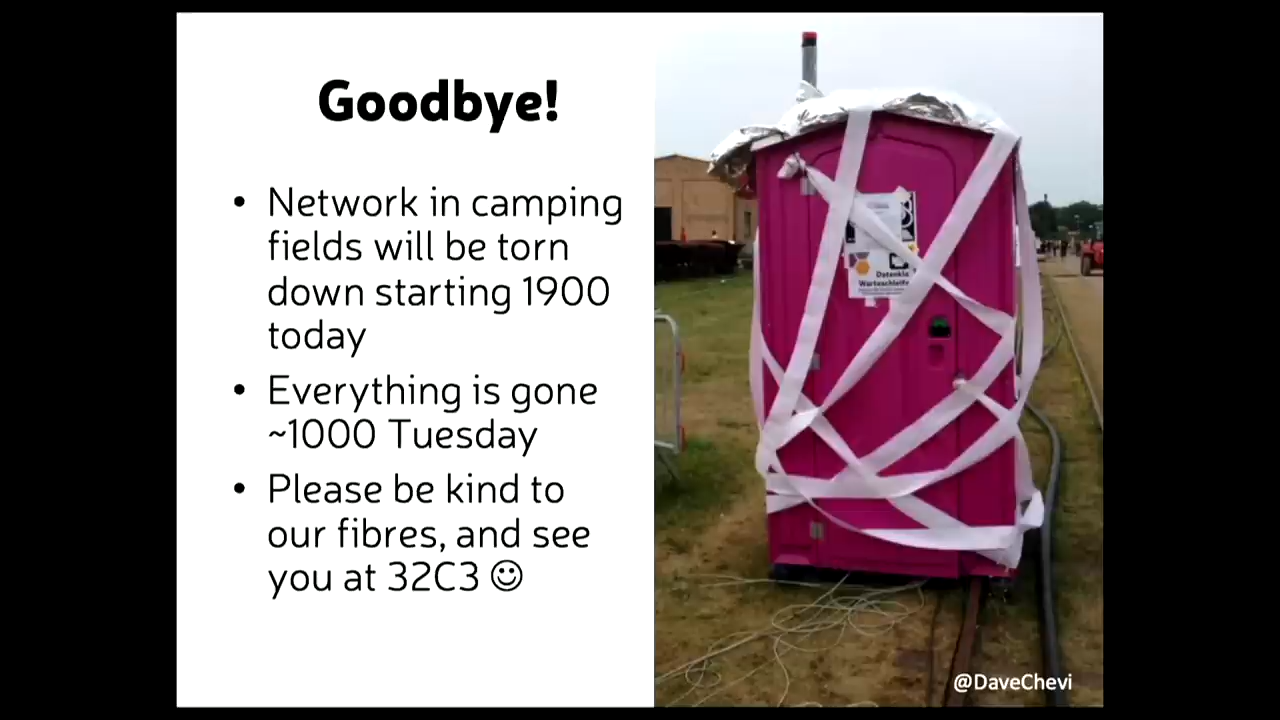 Goodbye!
• Network in camping
fields will be torn
down starting 1900
today
• Everything is gone
~1000 Tuesday
• Please be kind to
our fibres, and see
you at 32C3 ☺
Datenklo
Warteschleife
@DaveChevi